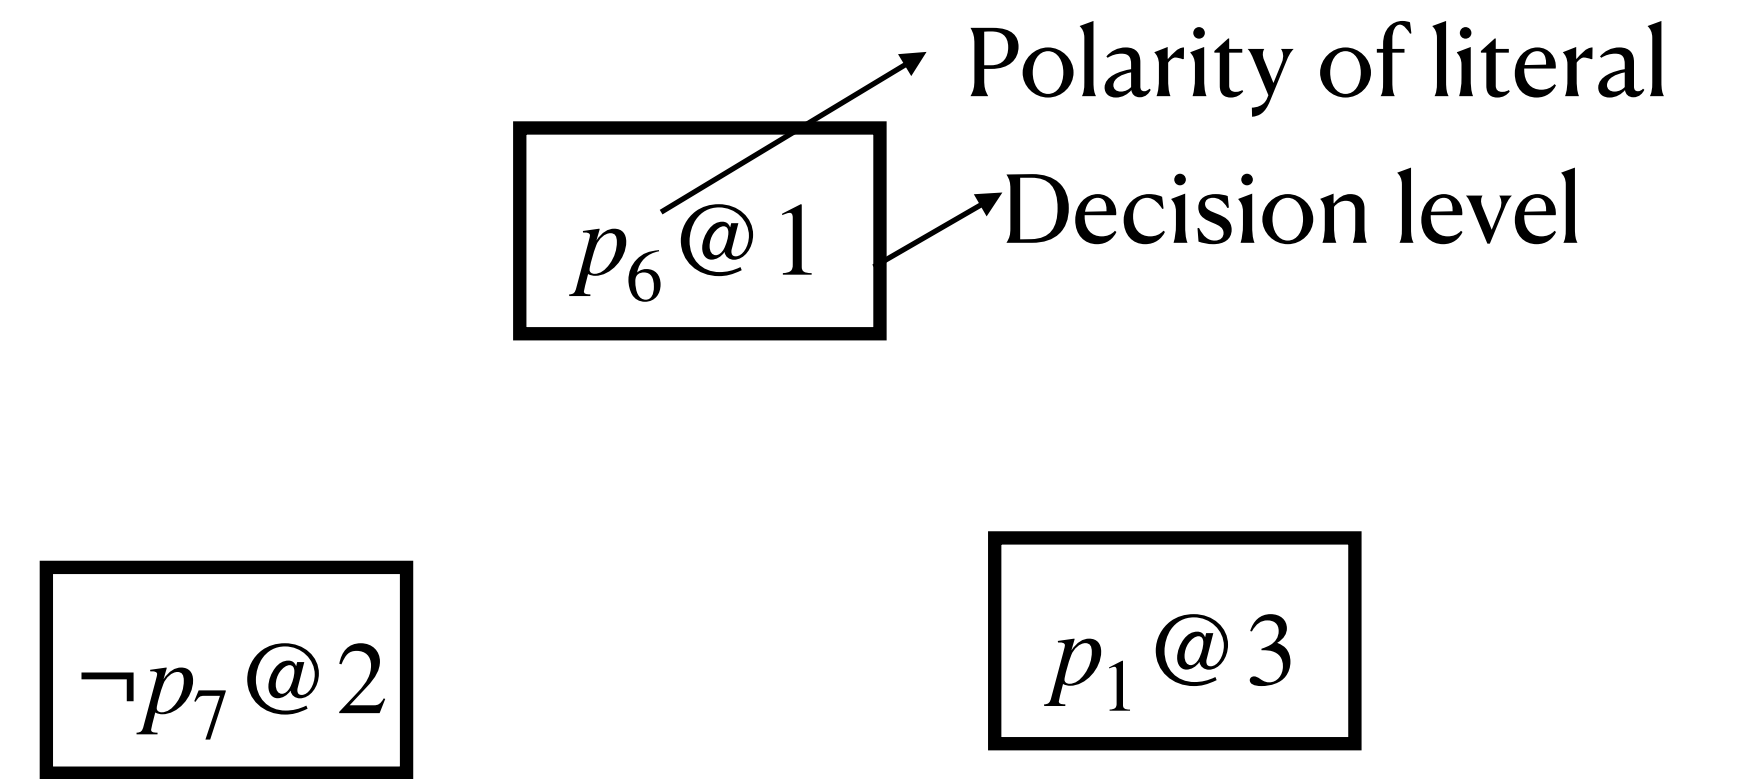 Polarity of literal
Decision level
p₆@1
¬p₇@2
p₁@3